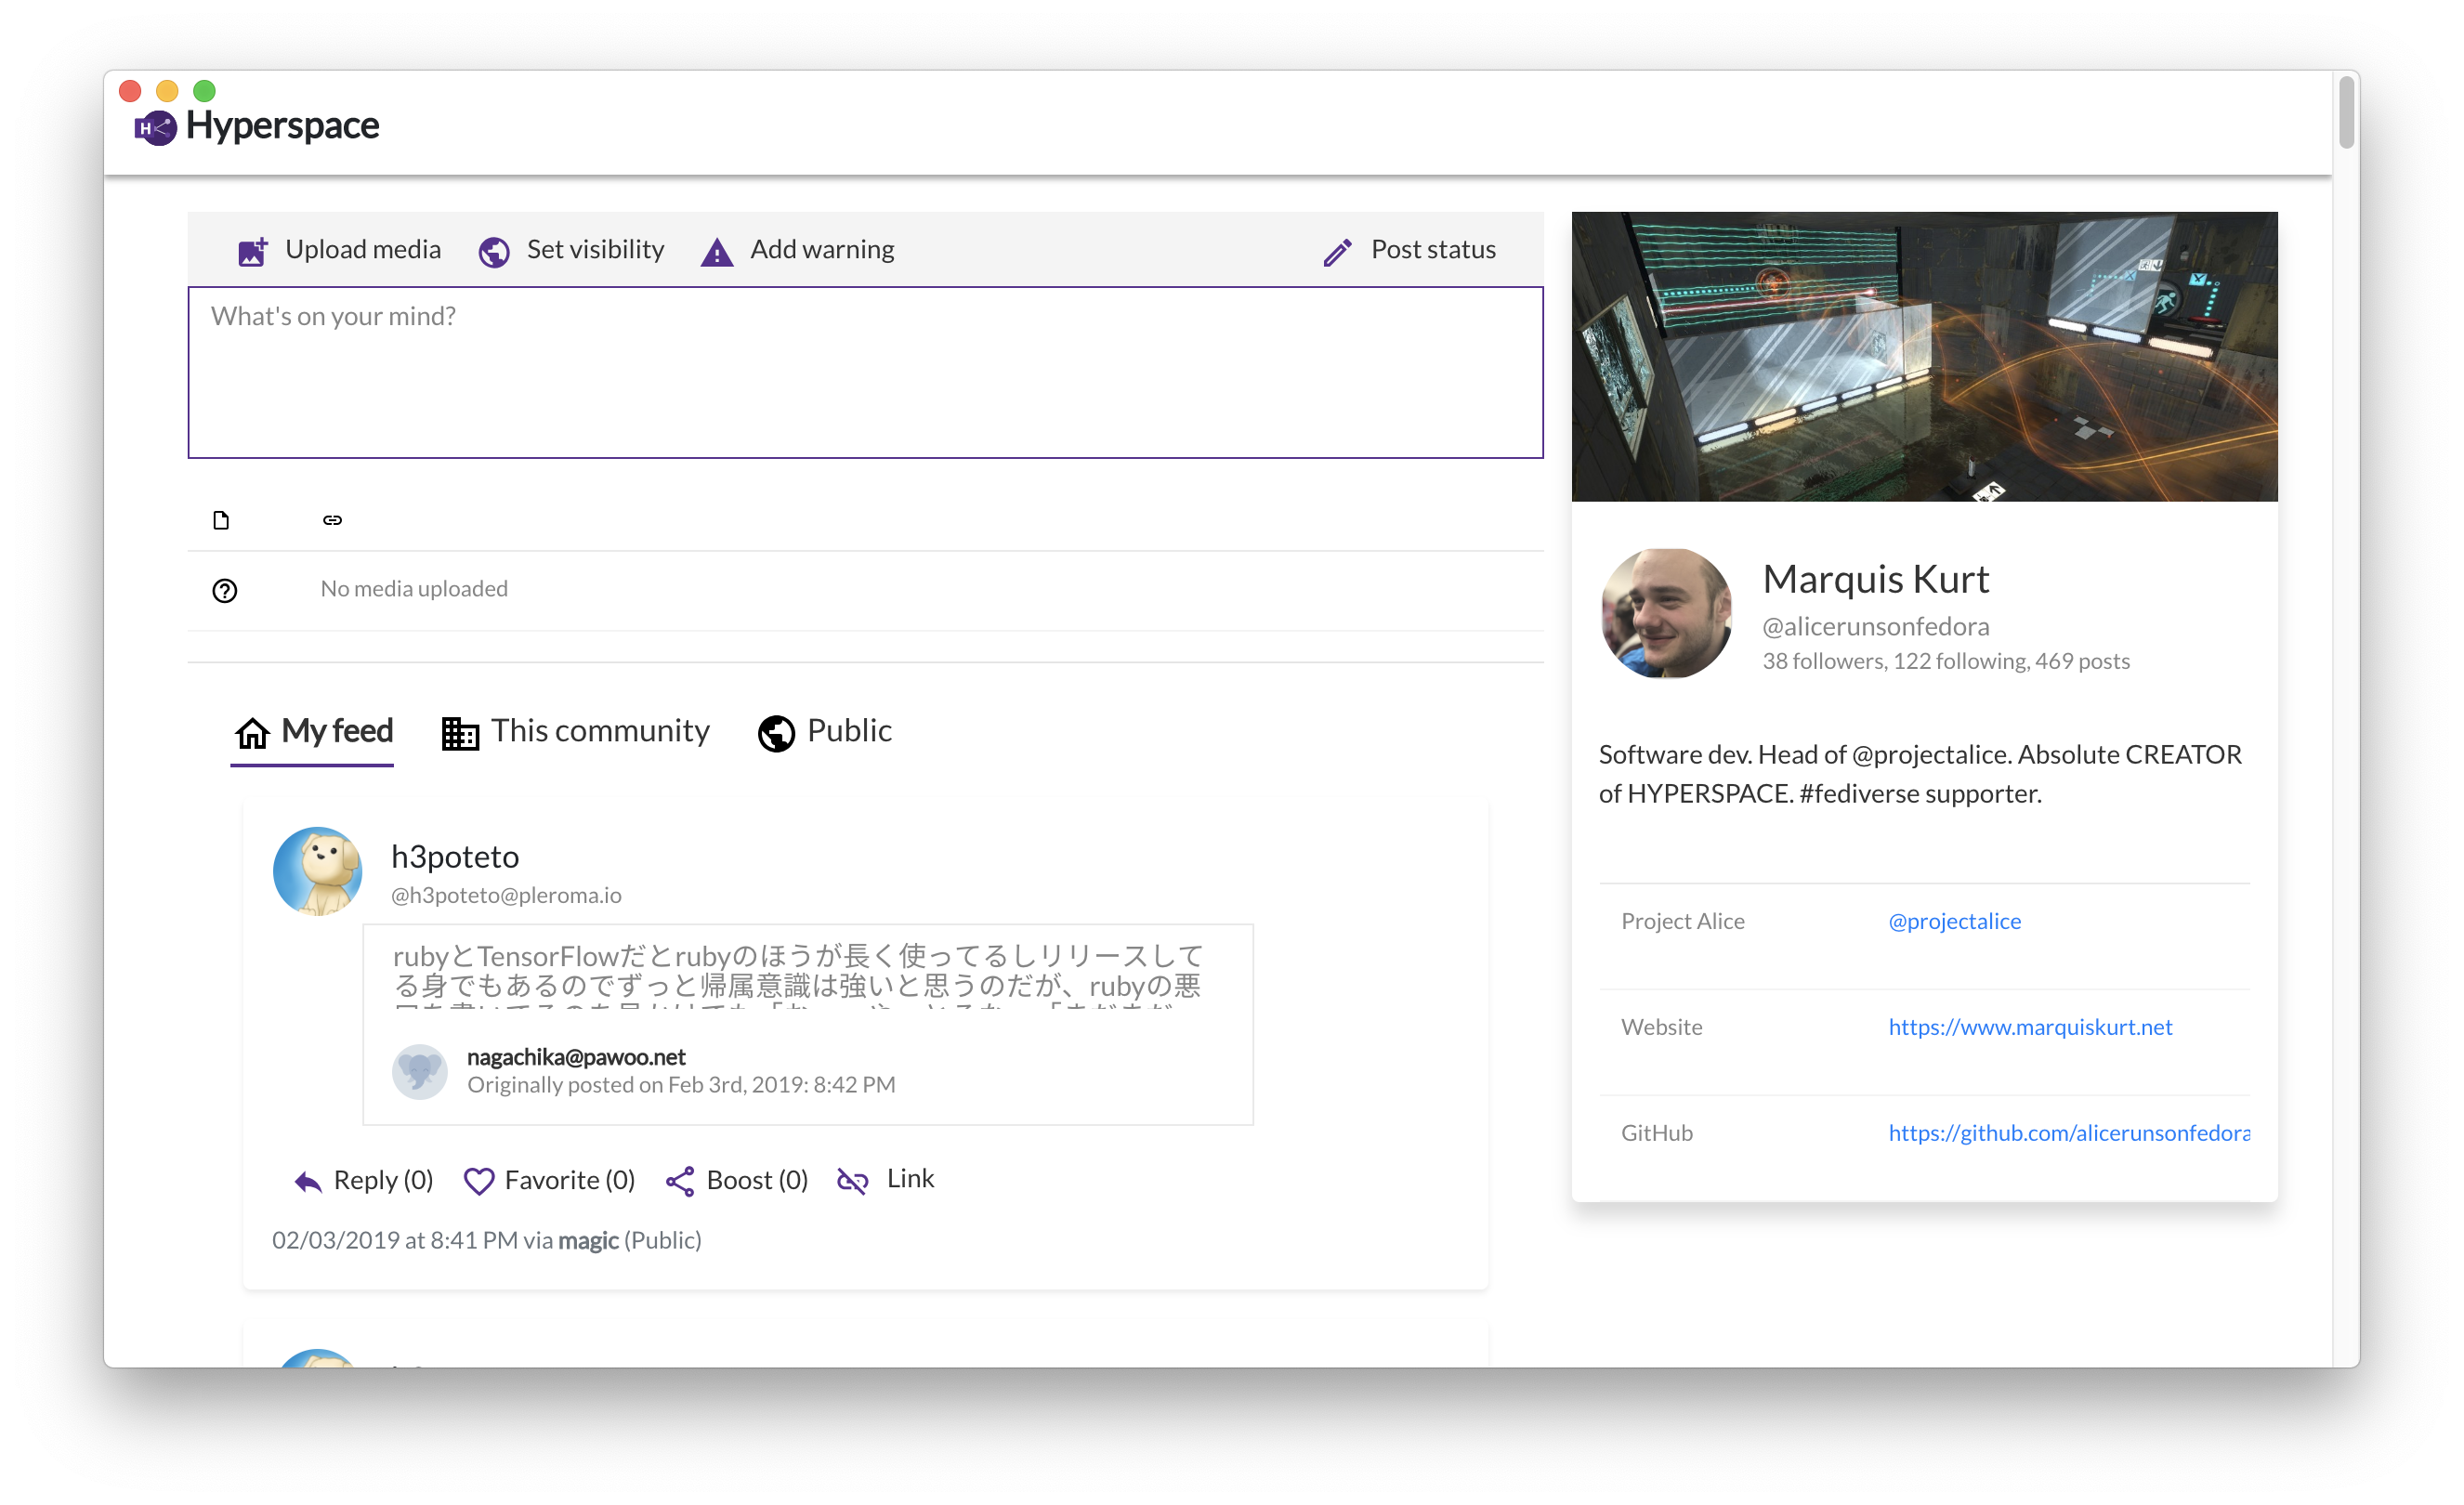 Hyperspace
Upload media
Set visibility
Add warning
Post status
What's on your mind?
No media uploaded
My feed
This community
Public
h3poteto
@h3poteto@pleroma.io
rubyとTensorFlowだとrubyのほうが長く使ってるしリリースして
る身でもあるのでずっと帰属意識は強いと思うのだが、rubyの悪
nagachika@pawoo.net
Originally posted on Feb 3rd, 2019: 8:42 PM
Reply (0)
Favorite (0)
Boost (0)
Link
02/03/2019 at 8:41 PM via magic (Public)
Marquis Kurt
@alicerunsonfedora
38 followers, 122 following, 469 posts
Software dev. Head of @projectalice. Absolute CREATOR
of HYPERSPACE. #fediverse supporter.
Project Alice
@projectalice
Website
https://www.marquiskurt.net
GitHub
https://github.com/alicerunsonfedora